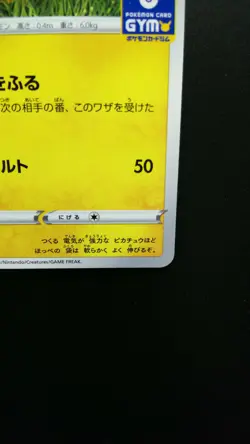 モン 高さ:0.4m 重さ:6.0kg
POKÉMON CARD
GYM
ポケモンカードジム
をふる
次の相手の番、このワザを受けた
ルト 50
にげる
つくる 電気が 強力な ピカチュウほど
ほっぺの 袋は 軟らかく よく 伸びるぞ。
/Nintendo/Creatures/GAME FREAK.